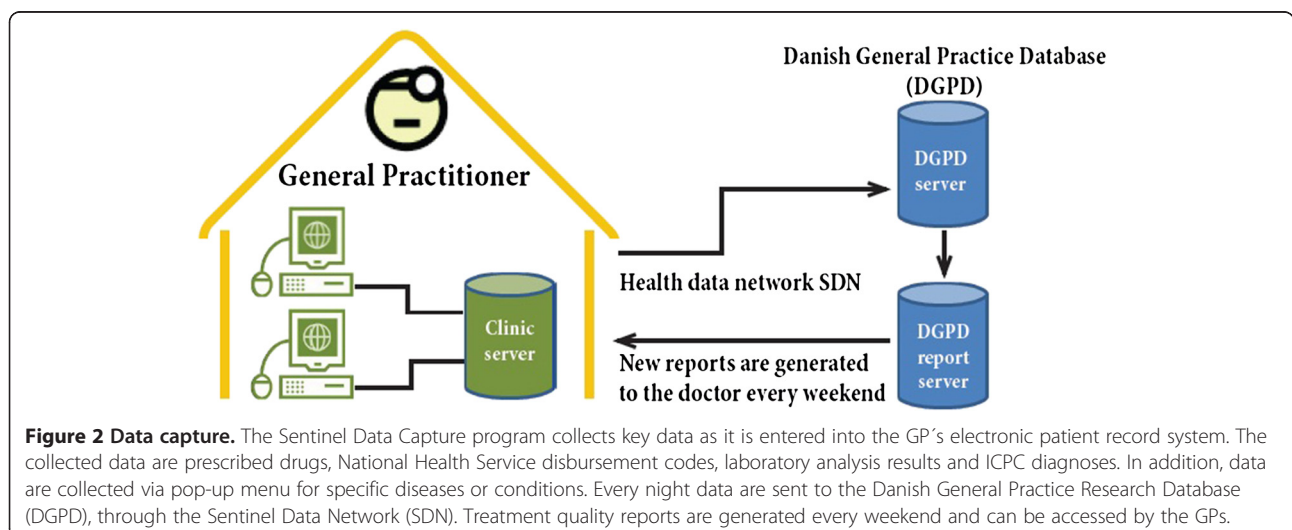 Danish General Practice Database
(DGPD)
General Practitioner
DGPD
server
Health data network SDN
Clinic
server
DGPD
report
server
New reports are generated
to the doctor every weekend
Figure 2 Data capture. The Sentinel Data Capture program collects key data as it is entered into the GP´s electronic patient record system. The
collected data are prescribed drugs, National Health Service disbursement codes, laboratory analysis results and ICPC diagnoses. In addition, data
are collected via pop-up menu for specific diseases or conditions. Every night data are sent to the Danish General Practice Research Database
(DGPD), through the Sentinel Data Network (SDN). Treatment quality reports are generated every weekend and can be accessed by the GPs.